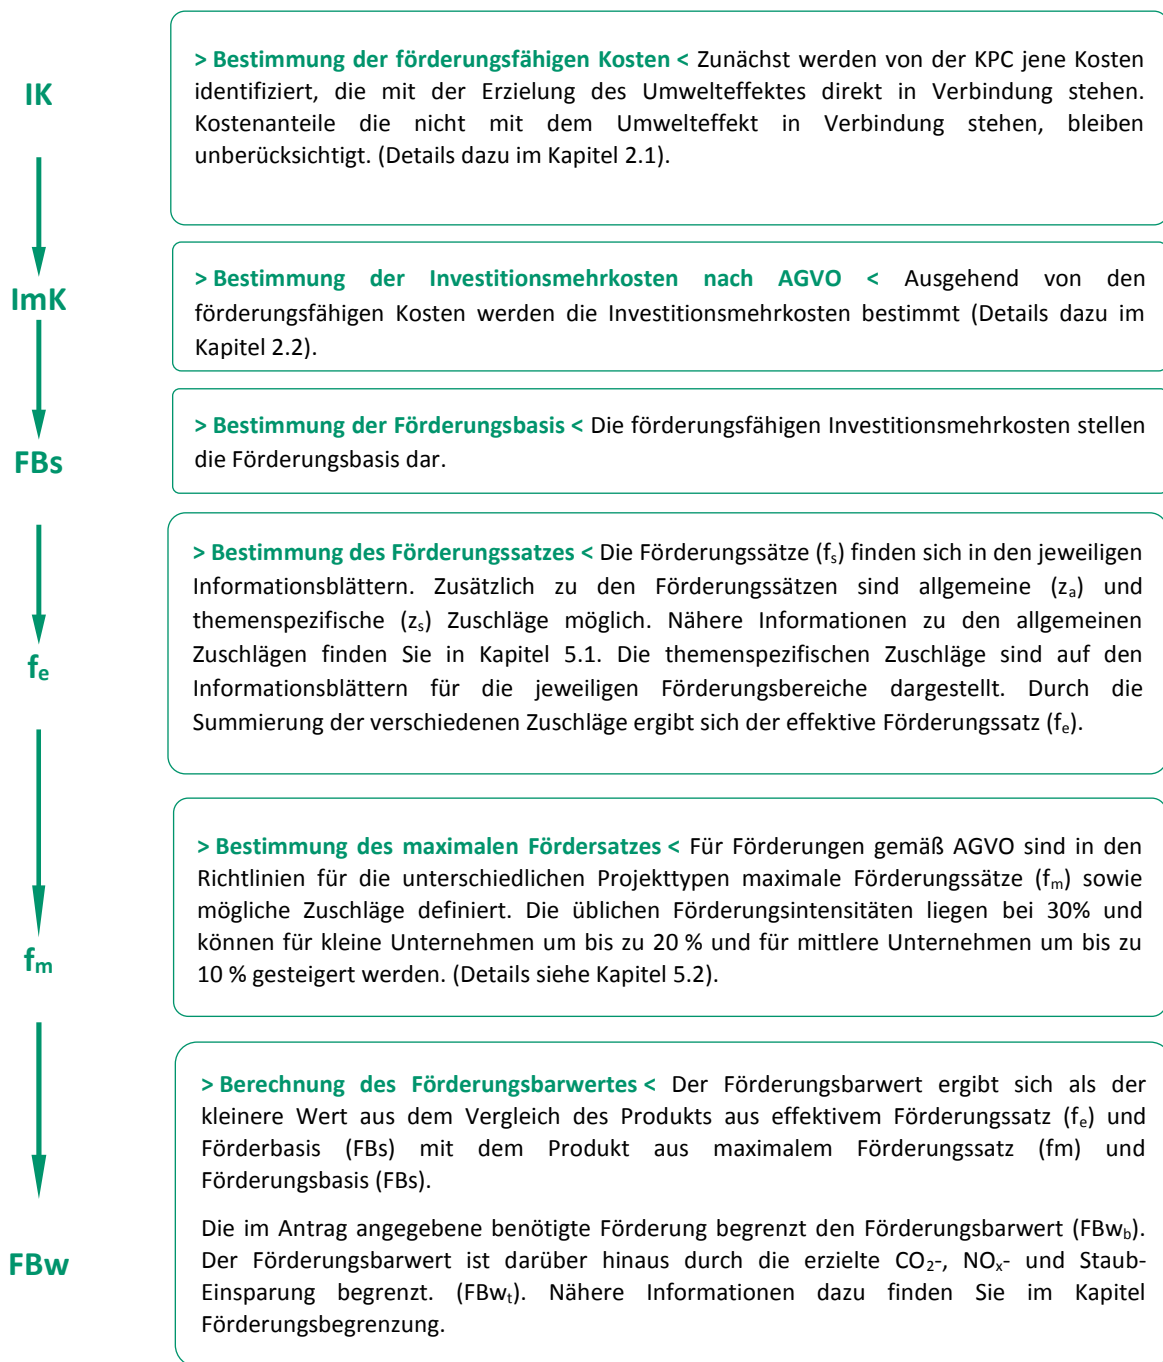 IK
> Bestimmung der förderungsfähigen Kosten < Zunächst werden von der KPC jene Kosten
identifiziert, die mit der Erzielung des Umwelteffektes direkt in Verbindung stehen.
Kostenanteile die nicht mit dem Umwelteffekt in Verbindung stehen, bleiben
unberücksichtigt. (Details dazu im Kapitel 2.1).
ImK
> Bestimmung der Investitionsmehrkosten nach AGVO < Ausgehend von den
förderungsfähigen Kosten werden die Investitionsmehrkosten bestimmt (Details dazu im
Kapitel 2.2).
FBs
> Bestimmung der Förderungsbasis < Die förderungsfähigen Investitionsmehrkosten stellen
die Förderungsbasis dar.
fe
> Bestimmung des Förderungssatzes < Die Förderungssätze (fs) finden sich in den jeweiligen
Informationsblättern. Zusätzlich zu den Förderungssätzen sind allgemeine (za) und
themenspezifische (zs) Zuschläge möglich. Nähere Informationen zu den allgemeinen
Zuschlägen finden Sie in Kapitel 5.1. Die themenspezifischen Zuschläge sind auf den
Informationsblättern für die jeweiligen Förderungsbereiche dargestellt. Durch die
Summierung der verschiedenen Zuschläge ergibt sich der effektive Förderungssatz (fe).
fm
> Bestimmung des maximalen Fördersatzes < Für Förderungen gemäß AGVO sind in den
Richtlinien für die unterschiedlichen Projekttypen maximale Förderungssätze (fm) sowie
mögliche Zuschläge definiert. Die üblichen Förderungsintensitäten liegen bei 30% und
können für kleine Unternehmen um bis zu 20 % und für mittlere Unternehmen um bis zu
10 % gesteigert werden. (Details siehe Kapitel 5.2).
FBw
> Berechnung des Förderungsbarwertes < Der Förderungsbarwert ergibt sich als der
kleinere Wert aus dem Vergleich des Produkts aus effektivem Förderungssatz (fe) und
Förderbasis (FBs) mit dem Produkt aus maximalem Förderungssatz (fm) und
Förderungsbasis (FBs).
Die im Antrag angegebene benötigte Förderung begrenzt den Förderungsbarwert (FBwb).
Der Förderungsbarwert ist darüber hinaus durch die erzielte CO2-, NOx- und Staub-
Einsparung begrenzt. (FBwt). Nähere Informationen dazu finden Sie im Kapitel
Förderungsbegrenzung.